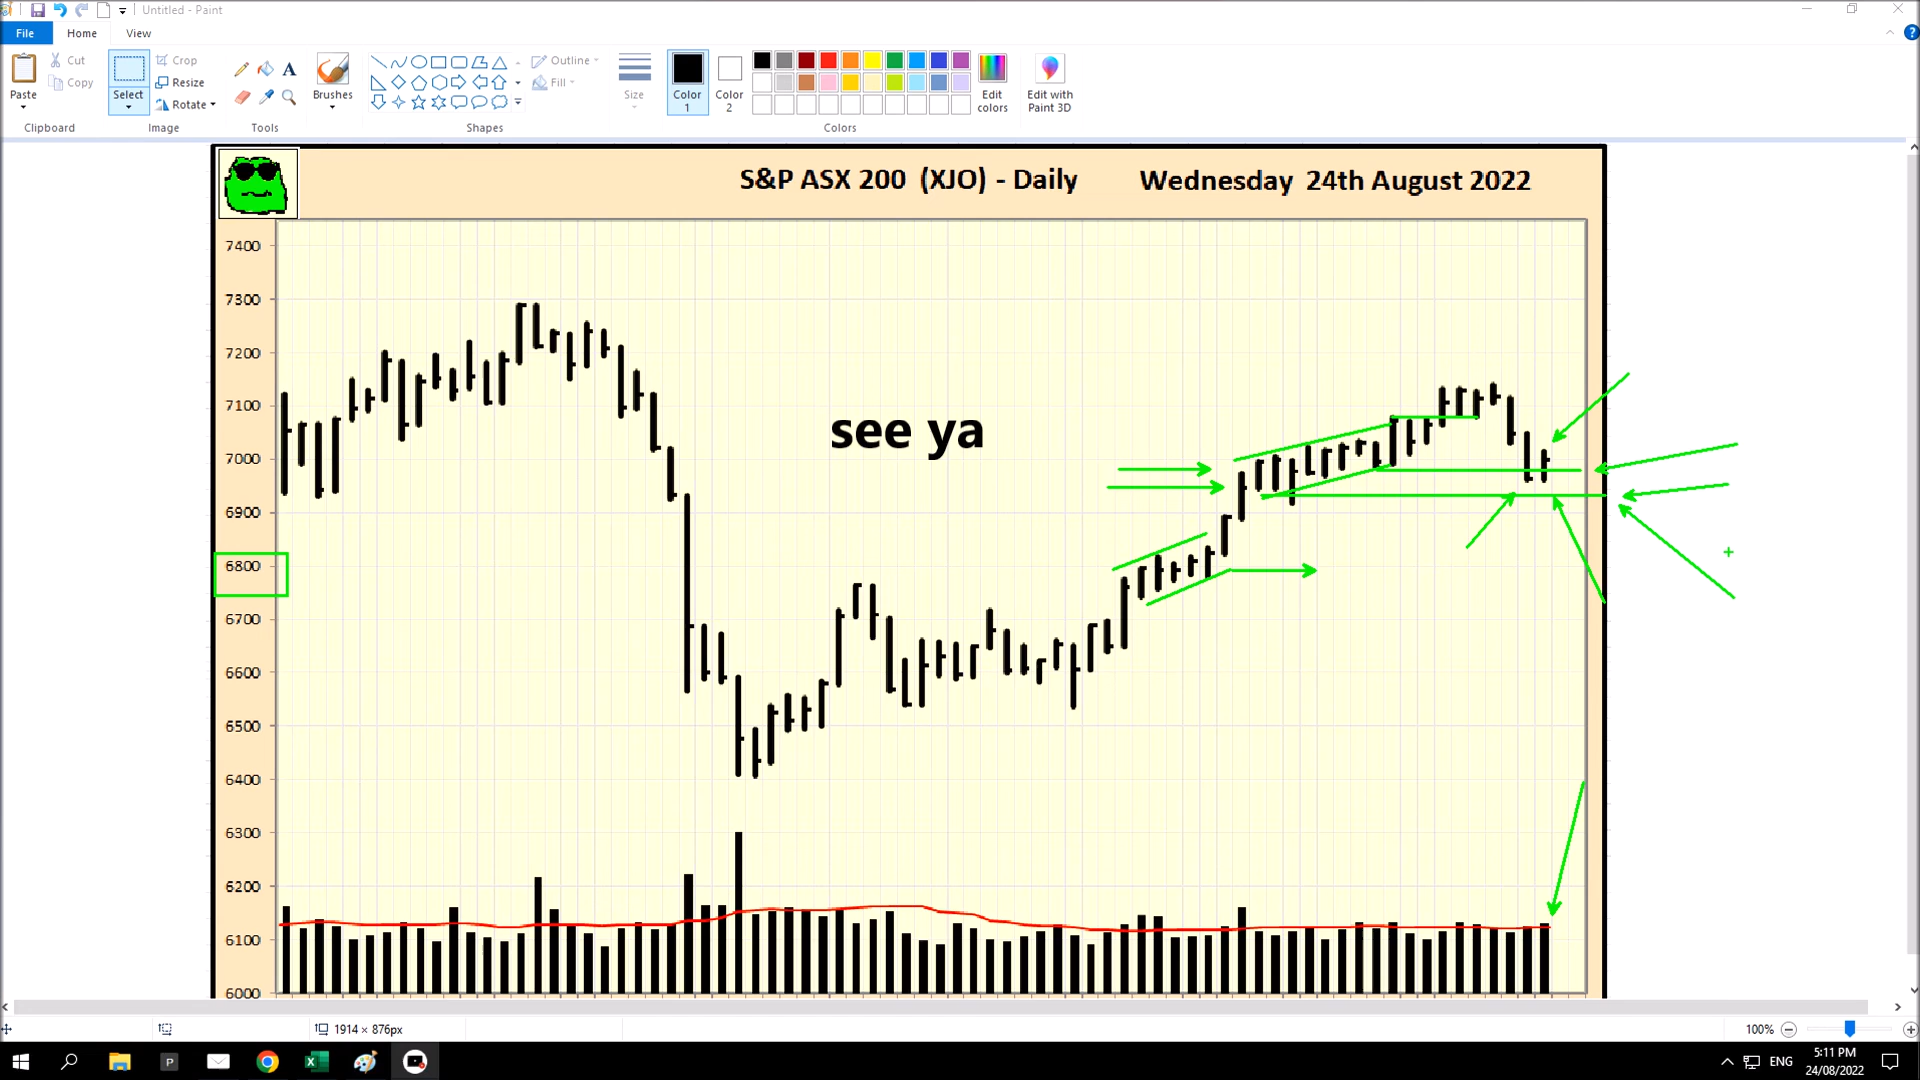 Untitled - Paint
File Home View
Paste
Cut
Copy
Clipboard
Select
Crop
Resize
Rotate
Image
A
Tools
Brushes
Shapes
Outline
Fill
Size
Color 1
Color 2
Colors
Edit colors
Edit with Paint 3D
S&P ASX 200 (XJO) - Daily Wednesday 24th August 2022
7400
7300
7200
7100
7000
6900
6800
6700
6600
6500
6400
6300
6200
6100
6000
see ya
1914 × 876px
100%
P
ENG
5:11 PM
24/08/2022